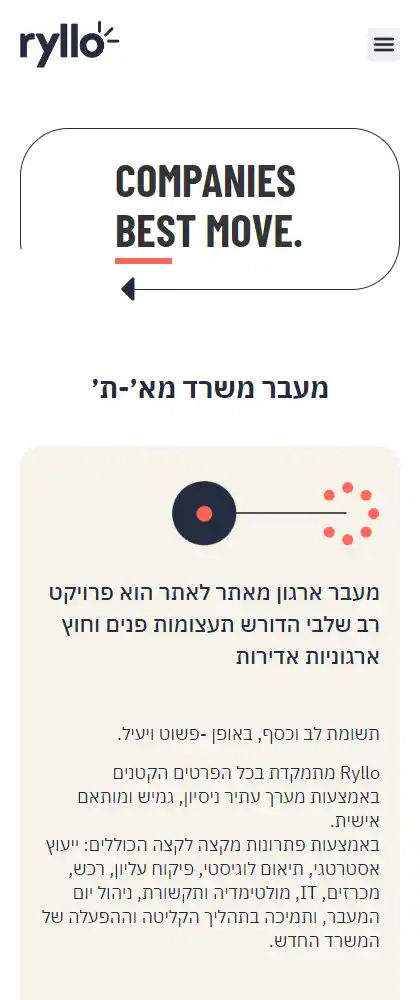 ryllo
COMPANIES
BEST MOVE.
מעבר משרד מא׳-ת׳
מעבר ארגון מאתר לאתר הוא פרויקט
רב שלבי הדורש תעצומות פנים וחוץ
ארגוניות אדירות
תשומת לב וכסף, באופן -פשוט ויעיל.
Ryllo מתמקדת בכל הפרטים הקטנים
באמצעות מערך עתיר ניסיון, גמיש ומותאם
אישית.
באמצעות פתרונות מקצה לקצה הכוללים: ייעוץ
אסטרטגי, תיאום לוגיסטי, פיקוח עליון, רכש,
מכרזים, IT, מולטימדיה ותקשורת, ניהול יום
המעבר, ותמיכה בתהליך הקליטה וההפעלה של
המשרד החדש.